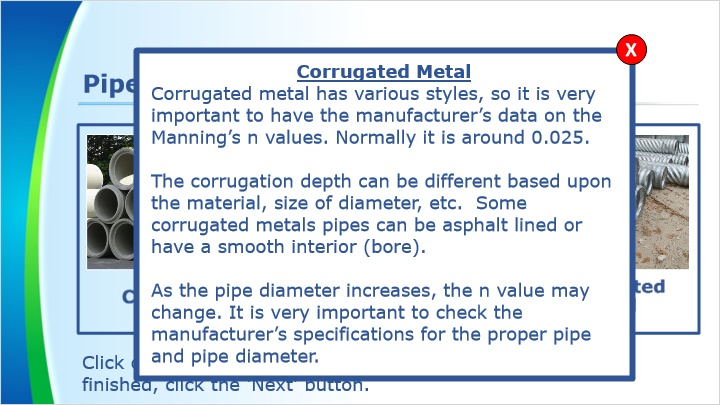 X
Corrugated Metal
Pipe
Corrugated metal has various styles, so it is very
important to have the manufacturer’s data on the
Manning’s n values. Normally it is around 0.025.
The corrugation depth can be different based upon
the material, size of diameter, etc.  Some
corrugated metals pipes can be asphalt lined or
have a smooth interior (bore).
As the pipe diameter increases, the n value may
change. It is very important to check the
manufacturer’s specifications for the proper pipe
and pipe diameter.
Click
finished, click the ‘Next’ button.